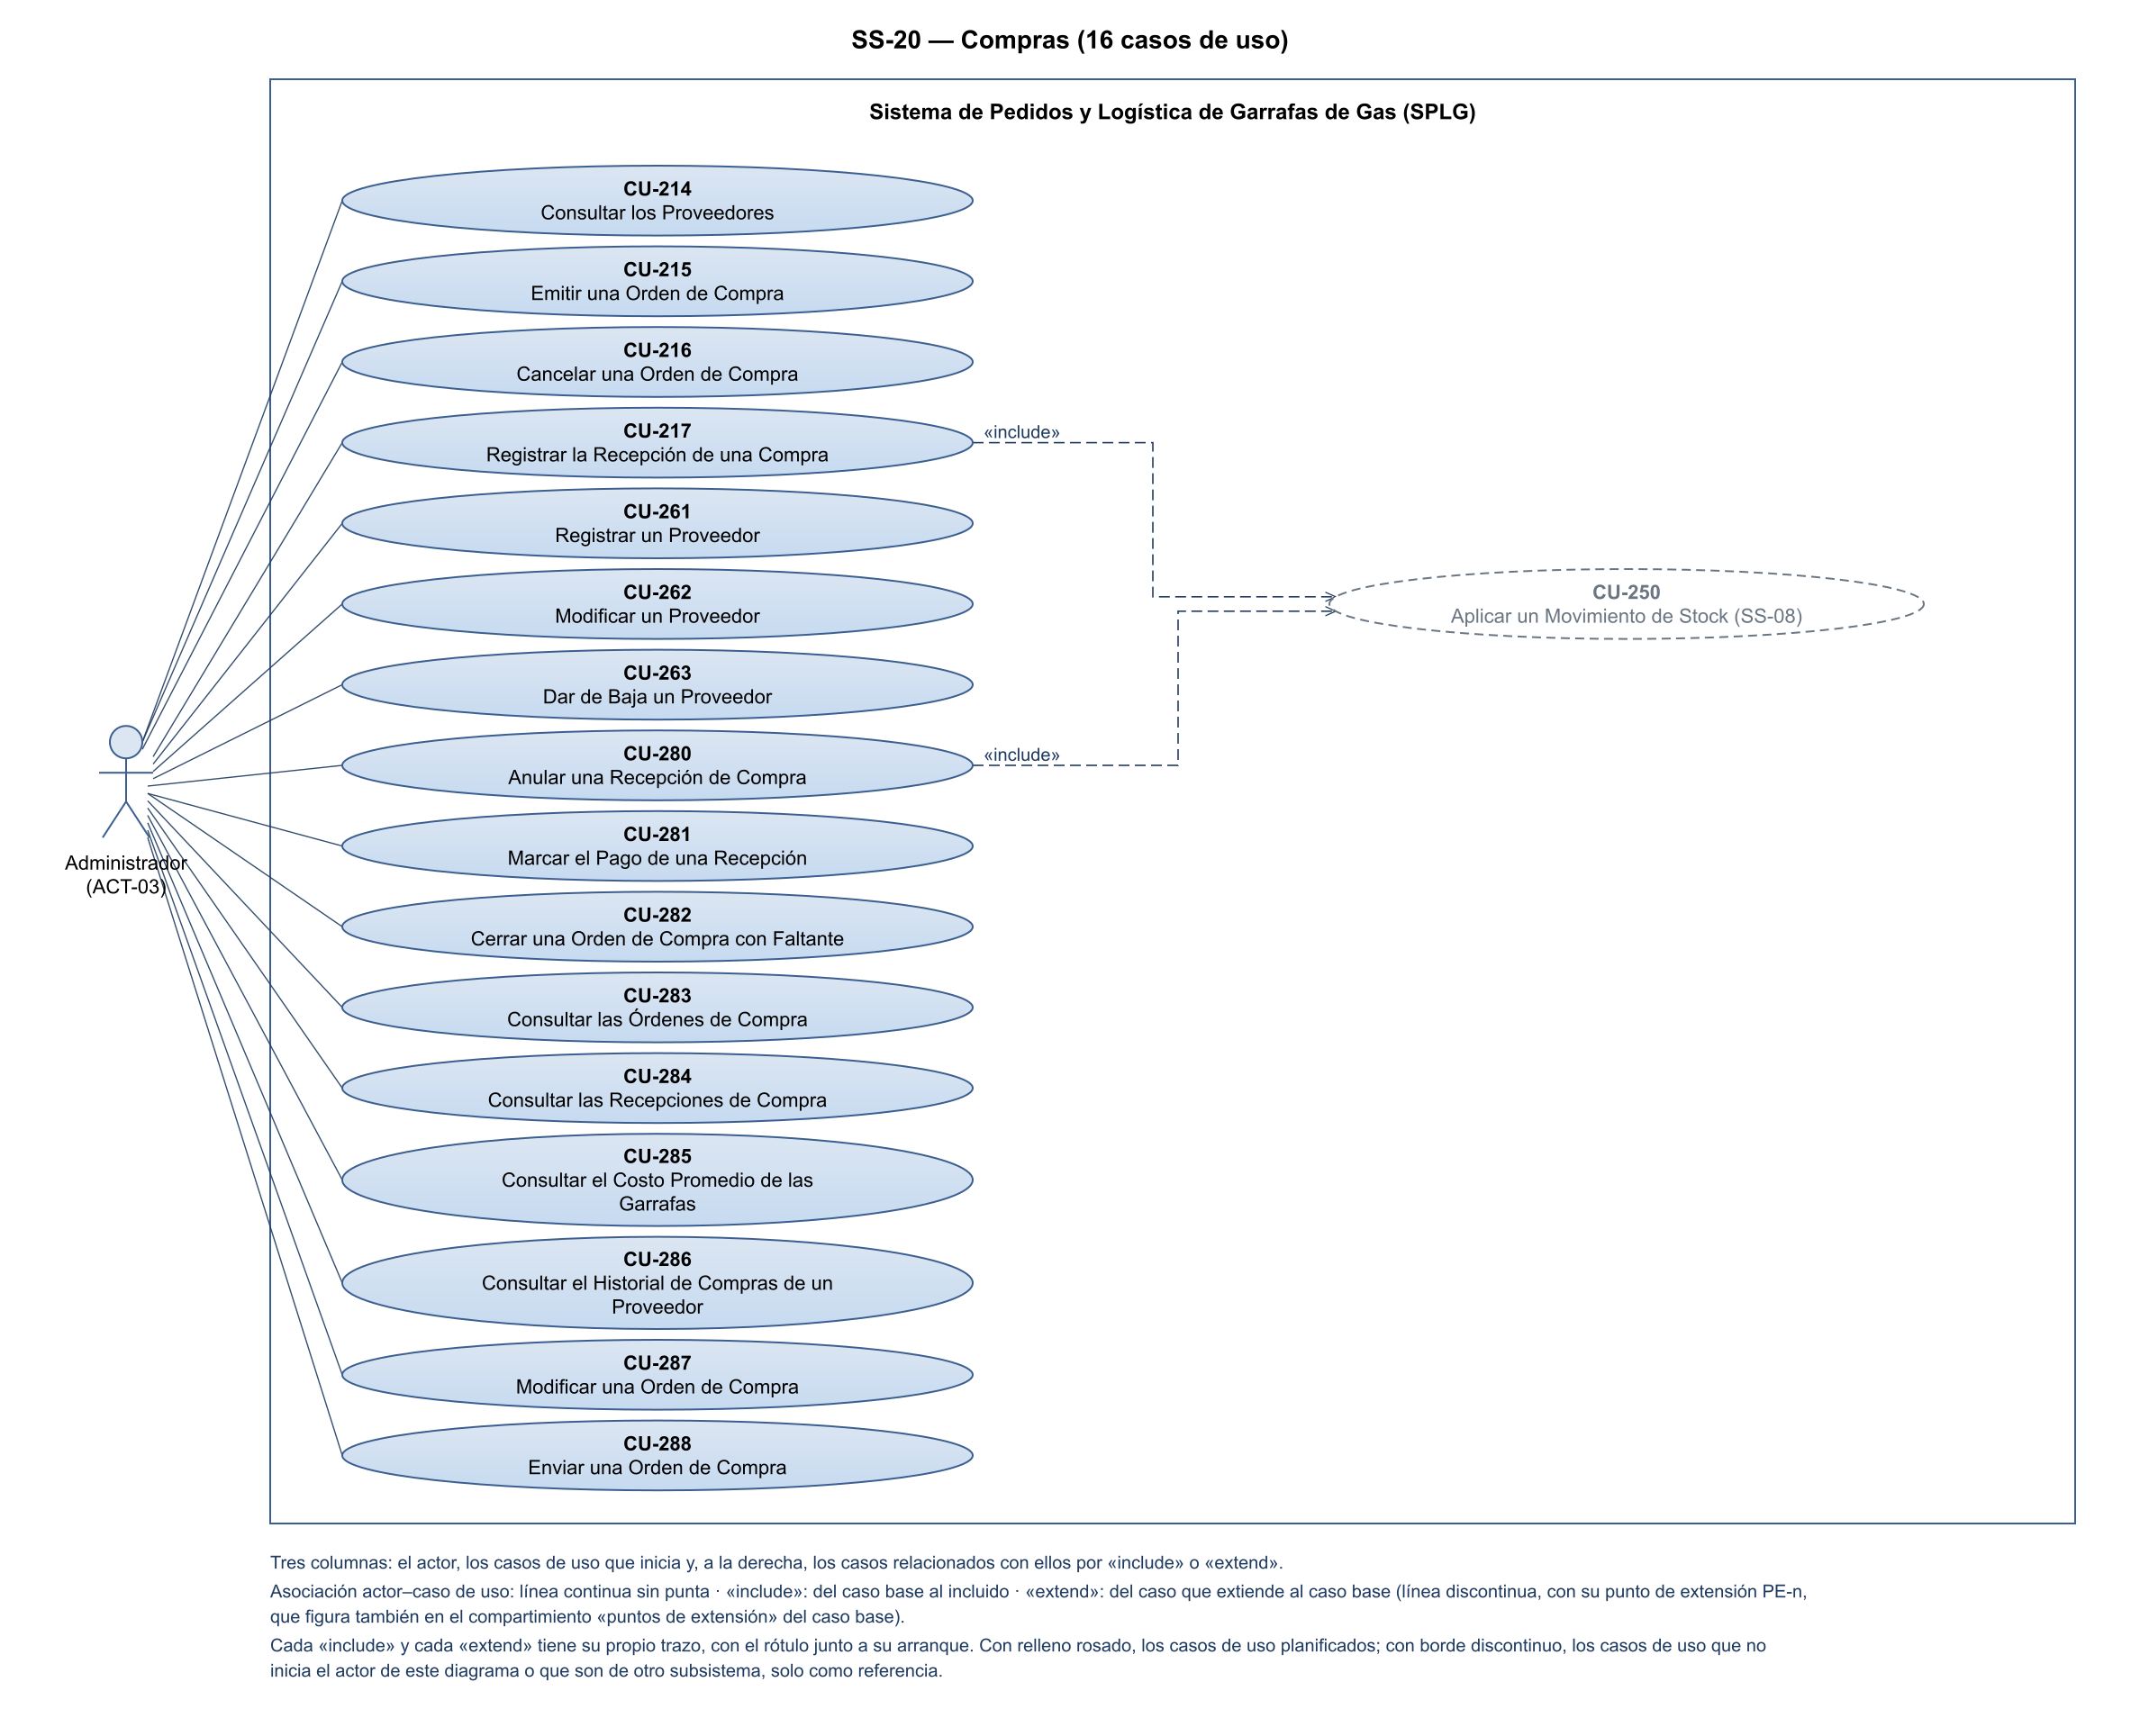 SS-20 — Compras (16 casos de uso)
Sistema de Pedidos y Logística de Garrafas de Gas (SPLG)
CU-214
Consultar los Proveedores
CU-215
Emitir una Orden de Compra
CU-216
Cancelar una Orden de Compra
CU-217
Registrar la Recepción de una Compra
«include»
CU-261
Registrar un Proveedor
CU-262
Modificar un Proveedor
CU-250
Aplicar un Movimiento de Stock (SS-08)
CU-263
Dar de Baja un Proveedor
CU-280
Anular una Recepción de Compra
«include»
CU-281
Marcar el Pago de una Recepción
Administrador
(ACT-03)
CU-282
Cerrar una Orden de Compra con Faltante
CU-283
Consultar las Órdenes de Compra
CU-284
Consultar las Recepciones de Compra
CU-285
Consultar el Costo Promedio de las
Garrafas
CU-286
Consultar el Historial de Compras de un
Proveedor
CU-287
Modificar una Orden de Compra
CU-288
Enviar una Orden de Compra
Tres columnas: el actor, los casos de uso que inicia y, a la derecha, los casos relacionados con ellos por «include» o «extend».
Asociación actor–caso de uso: línea continua sin punta · «include»: del caso base al incluido · «extend»: del caso que extiende al caso base (línea discontinua, con su punto de extensión PE-n,
que figura también en el compartimiento «puntos de extensión» del caso base).
Cada «include» y cada «extend» tiene su propio trazo, con el rótulo junto a su arranque. Con relleno rosado, los casos de uso planificados; con borde discontinuo, los casos de uso que no
inicia el actor de este diagrama o que son de otro subsistema, solo como referencia.